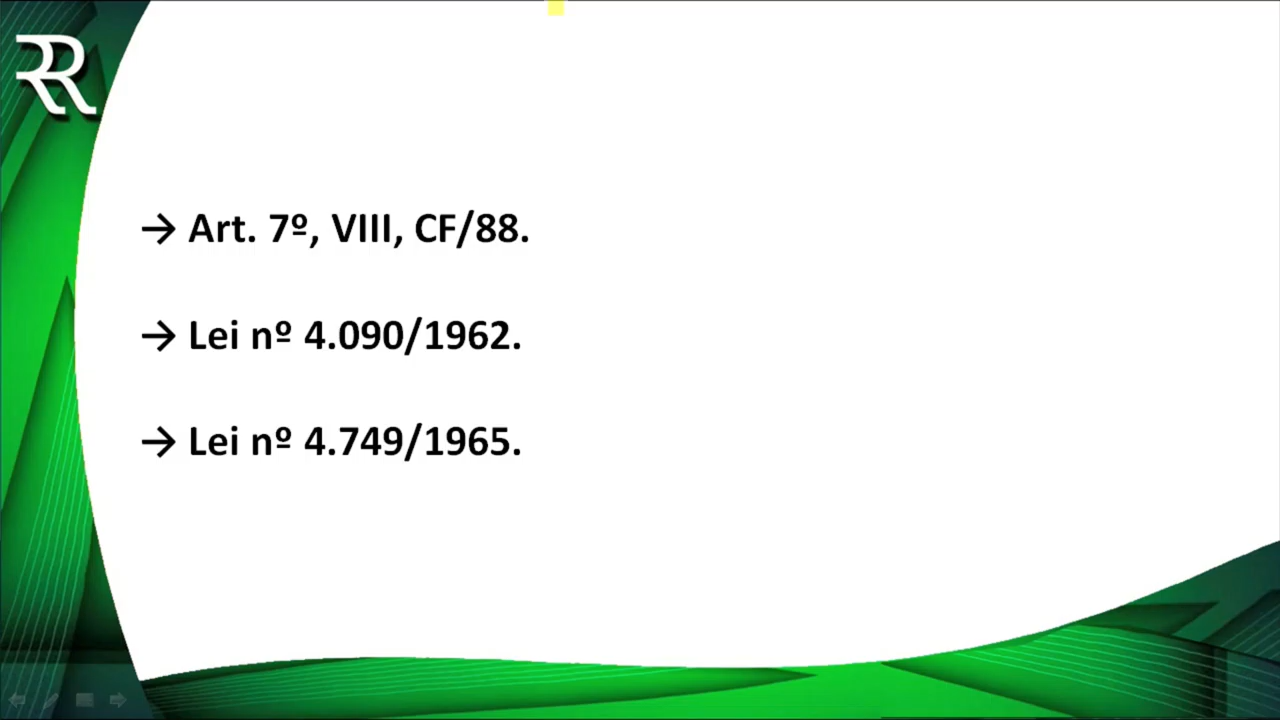 → Art. 7º, VIII, CF/88.
→ Lei nº 4.090/1962.
→ Lei nº 4.749/1965.